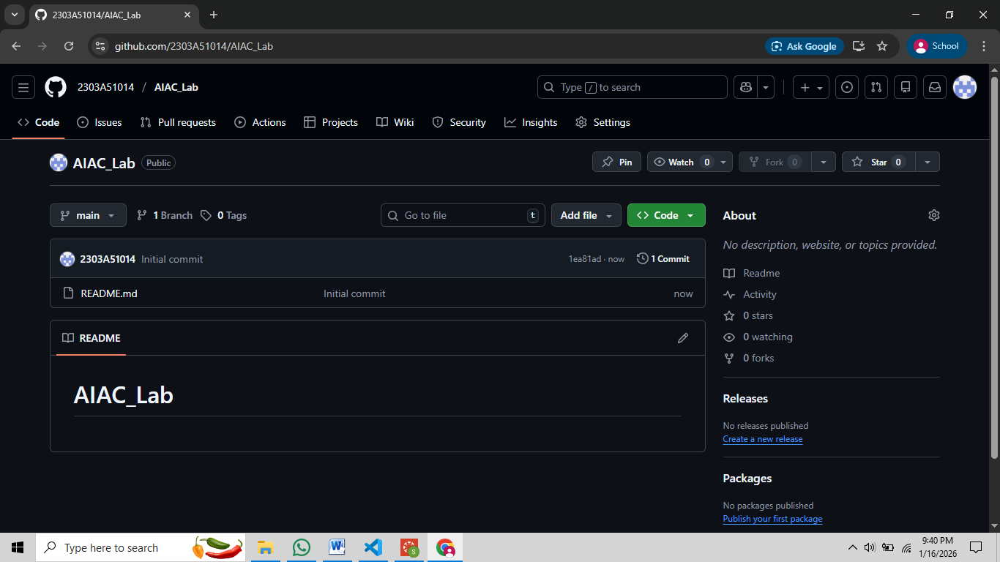 2303A51014/AIAC_Lab
github.com/2303A51014/AIAC_Lab
Ask Google
School
2303A51014 / AIAC_Lab
Type / to search
Code Issues Pull requests Actions Projects Wiki Security Insights Settings
AIAC_Lab Public
Pin Watch 0 Fork 0 Star 0
main 1 Branch 0 Tags
Go to file t Add file Code
2303A51014 Initial commit 1ea81ad · now 1 Commit
README.md Initial commit now
README
AIAC_Lab
About
No description, website, or topics provided.
Readme
Activity
0 stars
0 watching
0 forks
Releases
No releases published
Create a new release
Packages
No packages published
Publish your first package
Type here to search
9:40 PM
1/16/2026